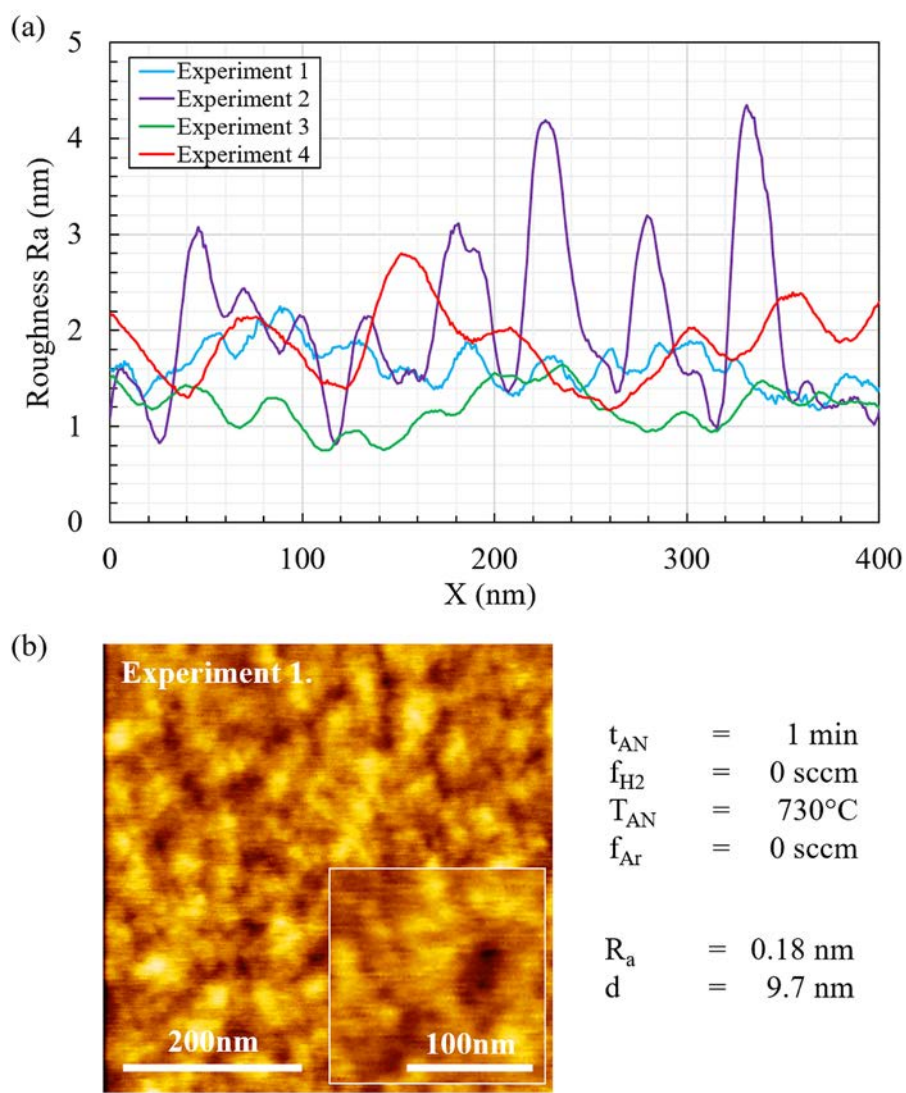 (a)
5
4
3
2
1
0
Roughness Ra (nm)
Experiment 1
Experiment 2
Experiment 3
Experiment 4
0 100 200 300 400
X (nm)
(b)
Experiment 1.
200nm
100nm
t_AN = 1 min
f_H2 = 0 sccm
T_AN = 730°C
f_Ar = 0 sccm
R_a = 0.18 nm
d = 9.7 nm